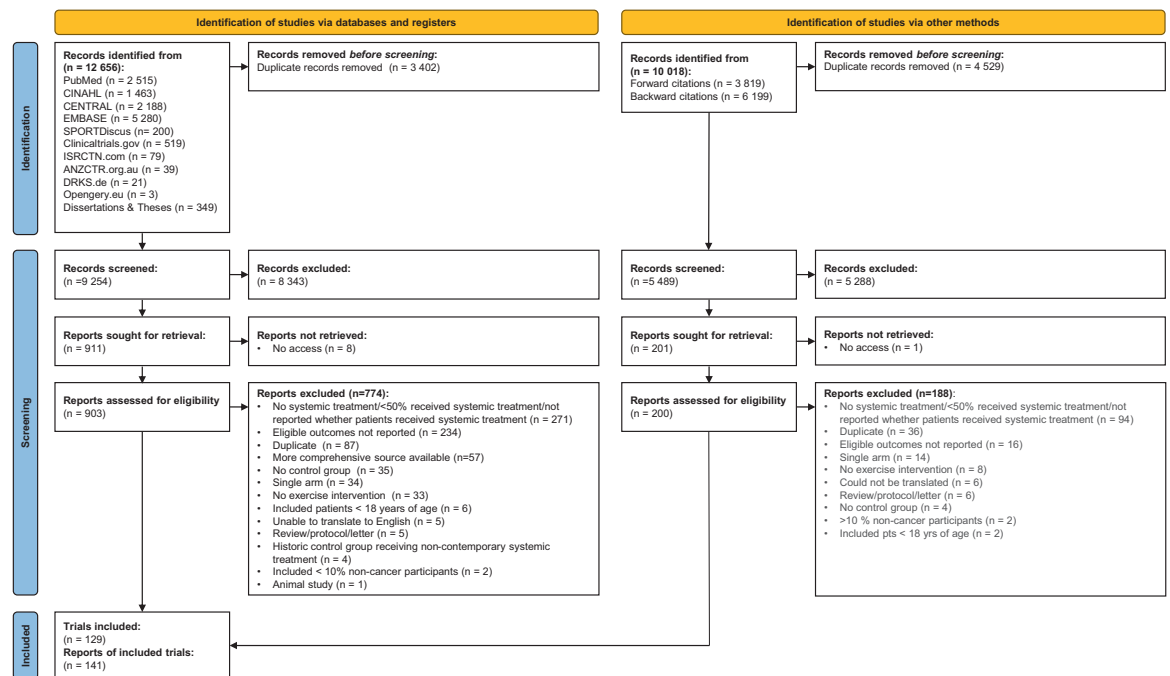 Identification of studies via databases and registers
Identification of studies via other methods
Identification
Records identified from
(n = 12 656):
PubMed (n = 2 515)
CINAHL (n = 1 463)
CENTRAL (n = 2 188)
EMBASE (n = 5 280)
SPORTDiscus (n= 200)
Clinicaltrials.gov (n = 519)
ISRCTN.com (n = 79)
ANZCTR.org.au (n = 39)
DRKS.de (n = 21)
Opengery.eu (n = 3)
Dissertations & Theses (n = 349)
Records removed before screening:
Duplicate records removed (n = 3 402)
Records identified from
(n = 10 018):
Forward citations (n = 3 819)
Backward citations (n = 6 199)
Records removed before screening:
Duplicate records removed (n = 4 529)
Screening
Records screened:
(n =9 254)
Records excluded:
(n = 8 343)
Records screened:
(n =5 489)
Records excluded:
(n = 5 288)
Reports sought for retrieval:
(n = 911)
Reports not retrieved:
• No access (n = 8)
Reports sought for retrieval:
(n = 201)
Reports not retrieved:
• No access (n = 1)
Reports assessed for eligibility
(n = 903)
Reports excluded (n=774):
• No systemic treatment/<50% received systemic treatment/not
reported whether patients received systemic treatment (n = 271)
• Eligible outcomes not reported (n = 234)
• Duplicate (n = 87)
• More comprehensive source available (n=57)
• No control group (n = 35)
• Single arm (n = 34)
• No exercise intervention (n = 33)
• Included patients < 18 years of age (n = 6)
• Unable to translate to English (n = 5)
• Review/protocol/letter (n = 5)
• Historic control group receiving non-contemporary systemic
treatment (n = 4)
• Included < 10% non-cancer participants (n = 2)
• Animal study (n = 1)
Reports assessed for eligibility
(n = 200)
Reports excluded (n=188):
• No systemic treatment/<50% received systemic treatment/not
reported whether patients received systemic treatment (n = 94)
• Duplicate (n = 36)
• Eligible outcomes not reported (n = 16)
• Single arm (n = 14)
• No exercise intervention (n = 8)
• Could not be translated (n = 6)
• Review/protocol/letter (n = 6)
• No control group (n = 4)
• >10 % non-cancer participants (n = 2)
• Included pts < 18 yrs of age (n = 2)
Included
Trials included:
(n = 129)
Reports of included trials:
(n = 141)